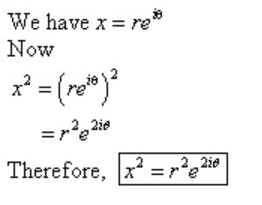 We have x = re^{iθ}
Now
x² = (re^{iθ})²
= r²e^{2iθ}
Therefore, x² = r²e^{2iθ}